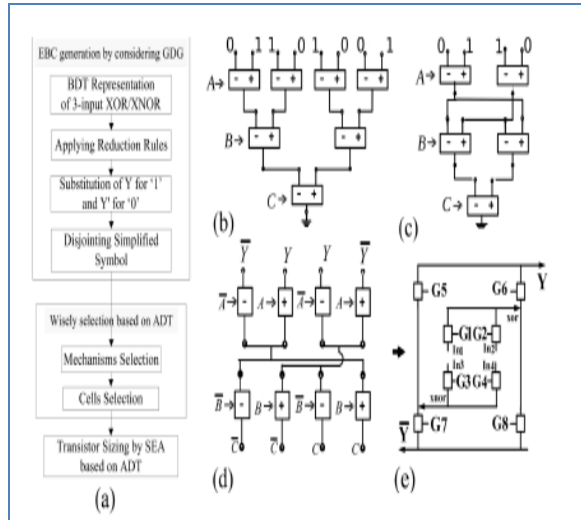 EBC generation by considering GDG
BDT Representation
of 3-input XOR/XNOR
Applying Reduction Rules
Substitution of Y for '1'
and Y' for '0'
Disjointing Simplified
Symbol
Wisely selection based on ADT
Mechanisms Selection
Cells Selection
Transistor Sizing by SEA
based on ADT
(a)
0 1 1 0 1 0 0 1
A→ - + - + - + - +
B→ - + - +
C→ - +
(b)
0 1 1 0
A→ - + - +
B→ - + - +
C→ - +
(c)
Y̅ Y Y Y̅
A̅→ - A→ + A̅→ - A→ +
B̅→ - B→ + B̅→ - B→ +
C̅ C̅ C C
(d)
Y
G5 G6
xor
G1 G2
In1 In2
In3 In4
G3 G4
xnor
Y̅ G7 G8
(e)